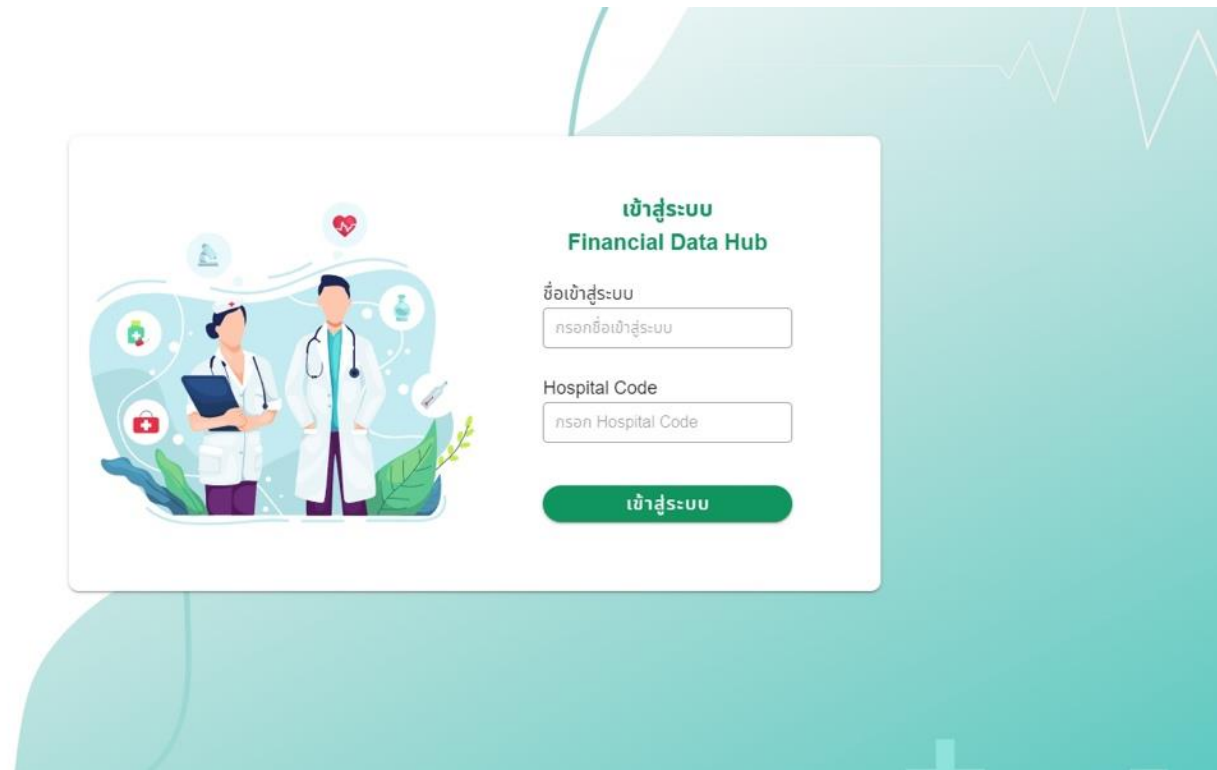 เข้าสู่ระบบ
Financial Data Hub
ชื่อเข้าสู่ระบบ
กรอกชื่อเข้าสู่ระบบ
Hospital Code
กรอก Hospital Code
เข้าสู่ระบบ